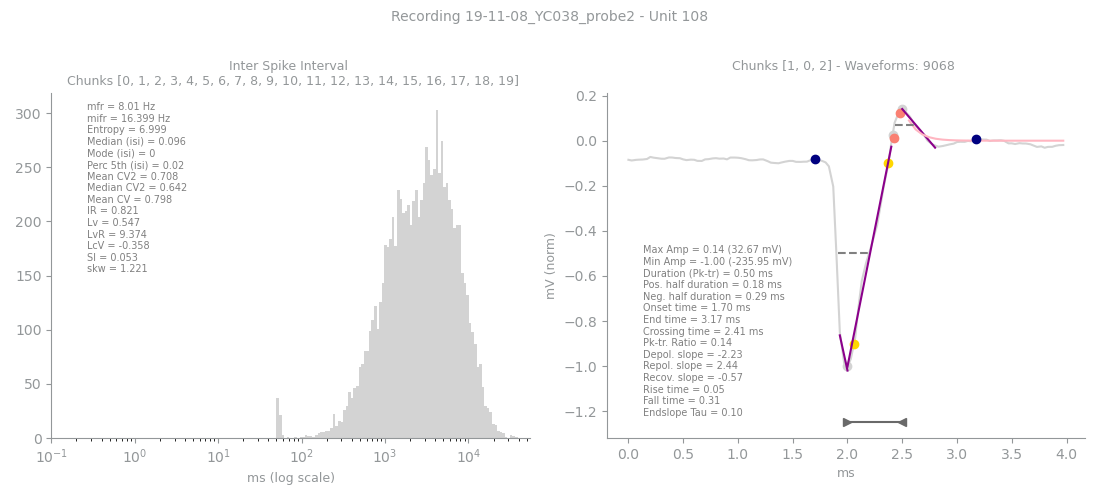 Recording 19-11-08_YC038_probe2 - Unit 108
Inter Spike Interval
Chunks [0, 1, 2, 3, 4, 5, 6, 7, 8, 9, 10, 11, 12, 13, 14, 15, 16, 17, 18, 19]
300
250
200
150
100
50
0
mfr = 8.01 Hz
mifr = 16.399 Hz
Entropy = 6.999
Median (isi) = 0.096
Mode (isi) = 0
Perc 5th (isi) = 0.02
Mean CV2 = 0.708
Median CV2 = 0.642
Mean CV = 0.798
IR = 0.821
Lv = 0.547
LvR = 9.374
LcV = -0.358
SI = 0.053
skw = 1.221
10⁻¹ 10⁰ 10¹ 10² 10³ 10⁴
ms (log scale)
Chunks [1, 0, 2] - Waveforms: 9068
mV (norm)
0.2
0.0
−0.2
−0.4
−0.6
−0.8
−1.0
−1.2
Max Amp = 0.14 (32.67 mV)
Min Amp = -1.00 (-235.95 mV)
Duration (Pk-tr) = 0.50 ms
Pos. half duration = 0.18 ms
Neg. half duration = 0.29 ms
Onset time = 1.70 ms
End time = 3.17 ms
Crossing time = 2.41 ms
Pk-tr. Ratio = 0.14
Depol. slope = -2.23
Repol. slope = 2.44
Recov. slope = -0.57
Rise time = 0.05
Fall time = 0.31
Endslope Tau = 0.10
0.0 0.5 1.0 1.5 2.0 2.5 3.0 3.5 4.0
ms